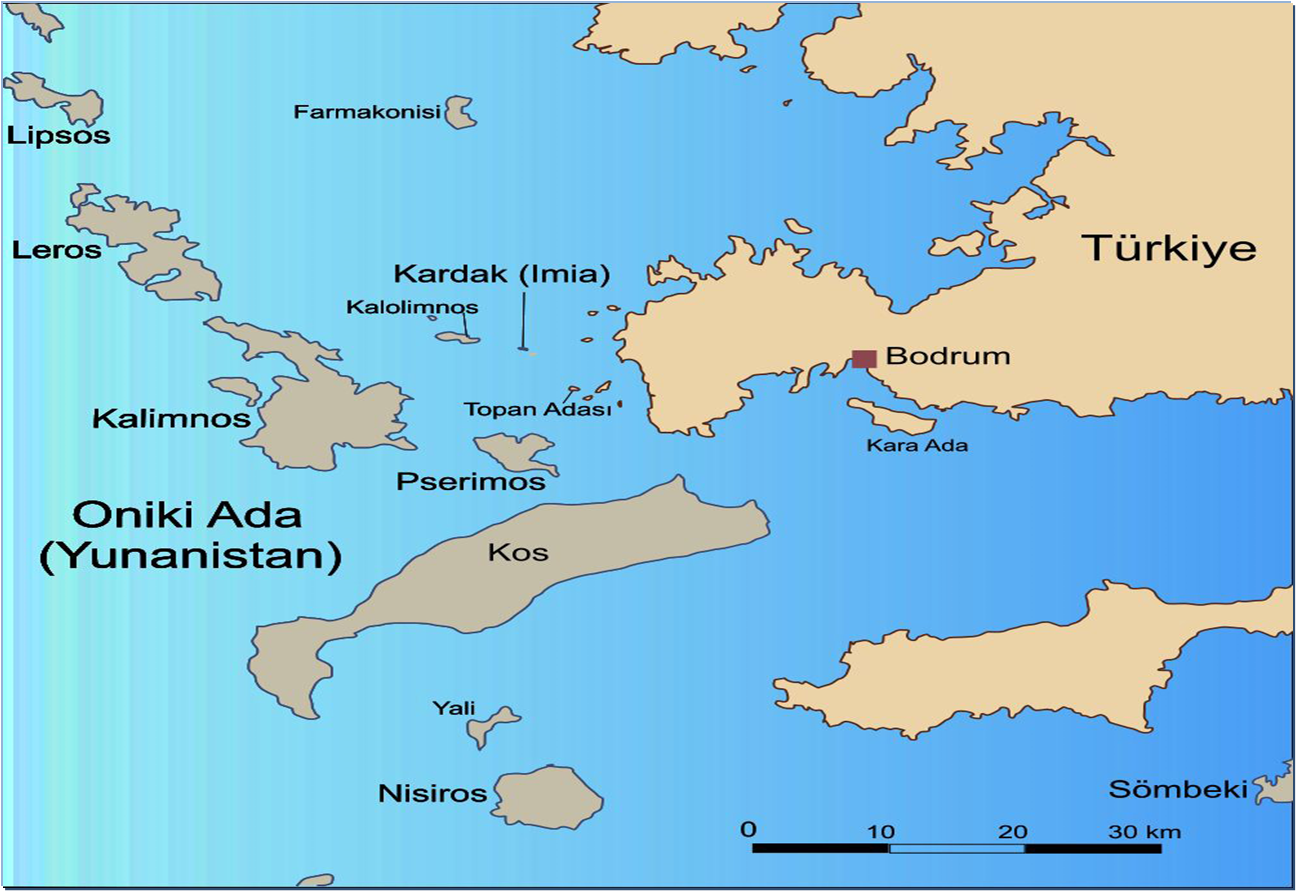 Farmakonisi
Lipsos
Leros
Türkiye
Kardak (Imia)
Kalolimnos
Bodrum
Topan Adası
Kalimnos
Kara Ada
Pserimos
Oniki Ada
(Yunanistan)
Kos
Yali
Nisiros
Sömbeki
0 10 20 30 km